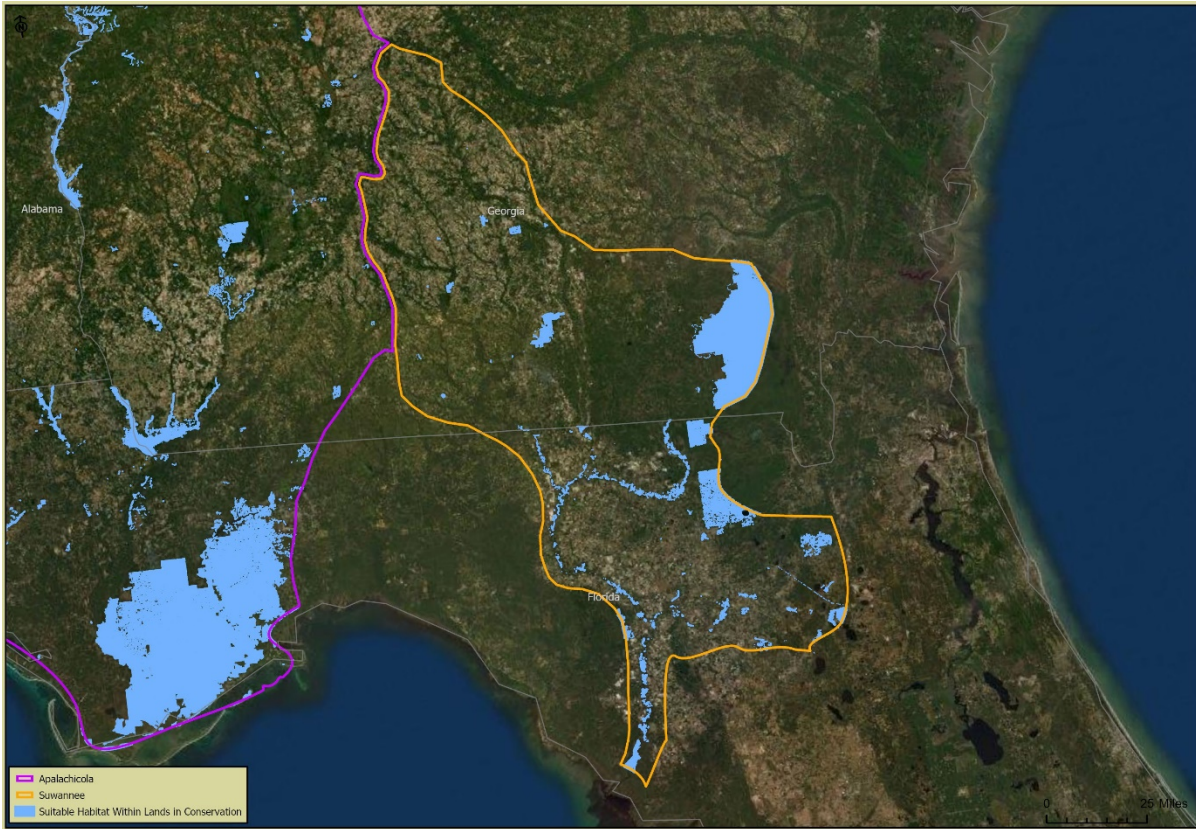 N
Alabama
Georgia
Florida
Apalachicola
Suwannee
Suitable Habitat Within Lands in Conservation
0 25 Miles